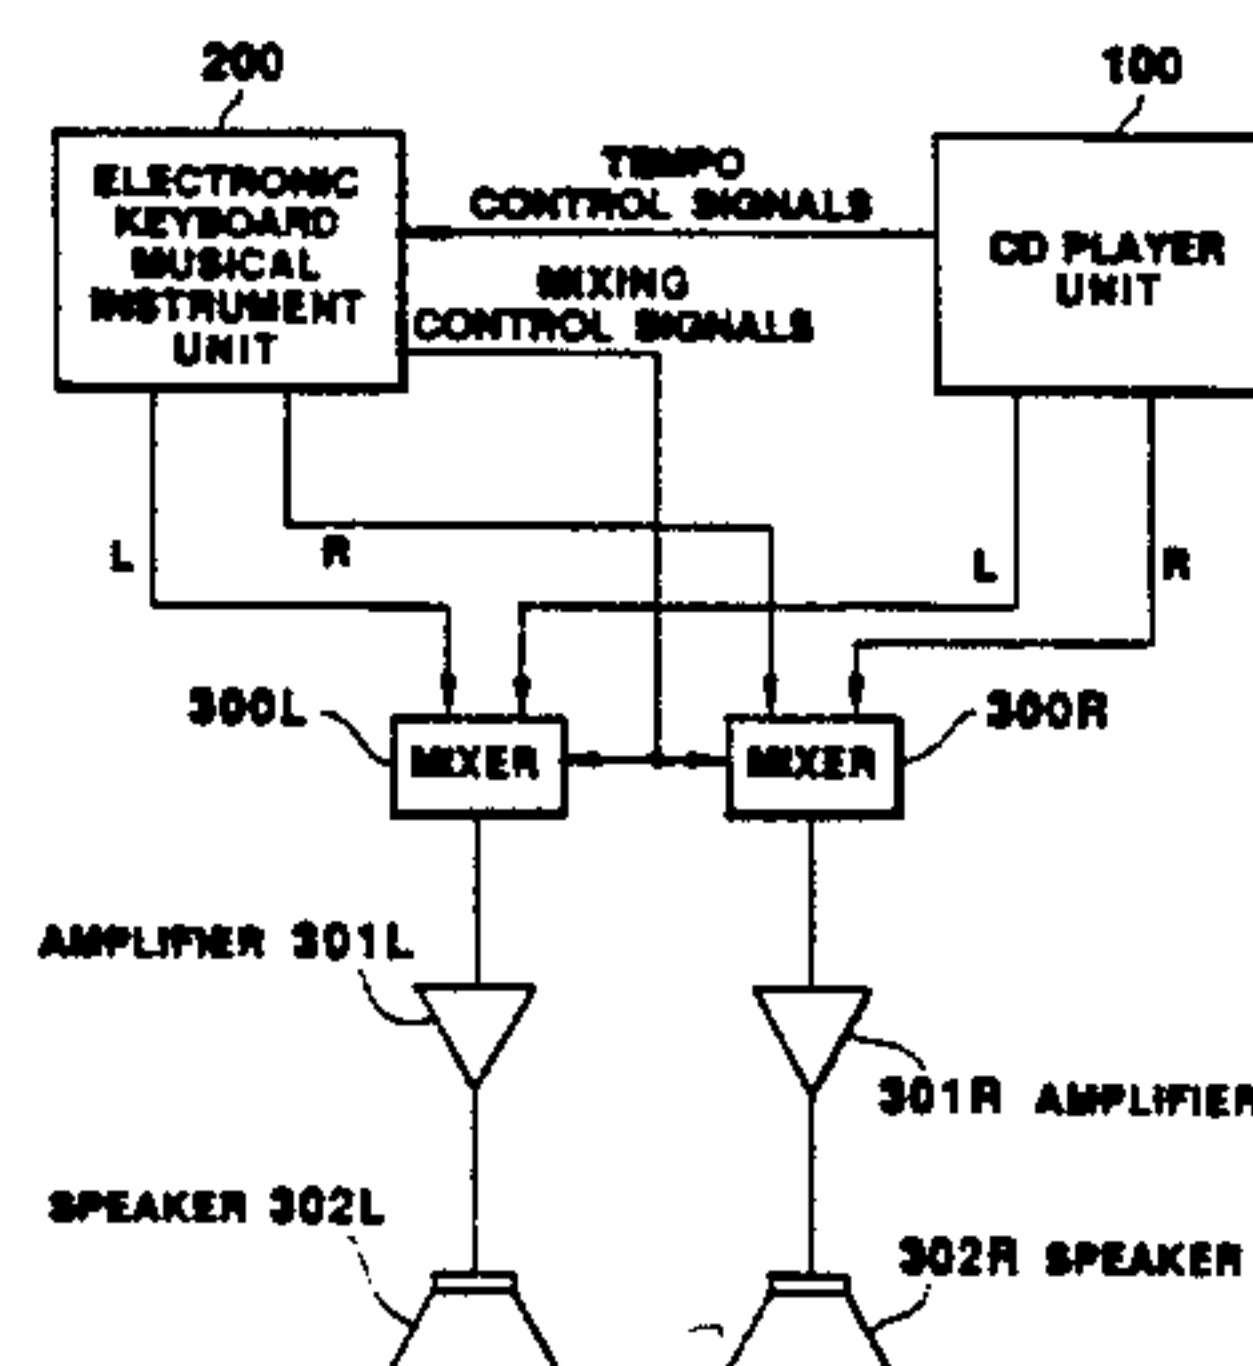 200
100
ELECTRONIC
KEYBOARD
MUSICAL
INSTRUMENT
UNIT
TEMPO
CONTROL SIGNALS
CD PLAYER
UNIT
MIXING
CONTROL SIGNALS
L
R
L
R
300L
MIXER
MIXER
300R
AMPLIFIER 301L
301R AMPLIFIER
SPEAKER 302L
302R SPEAKER